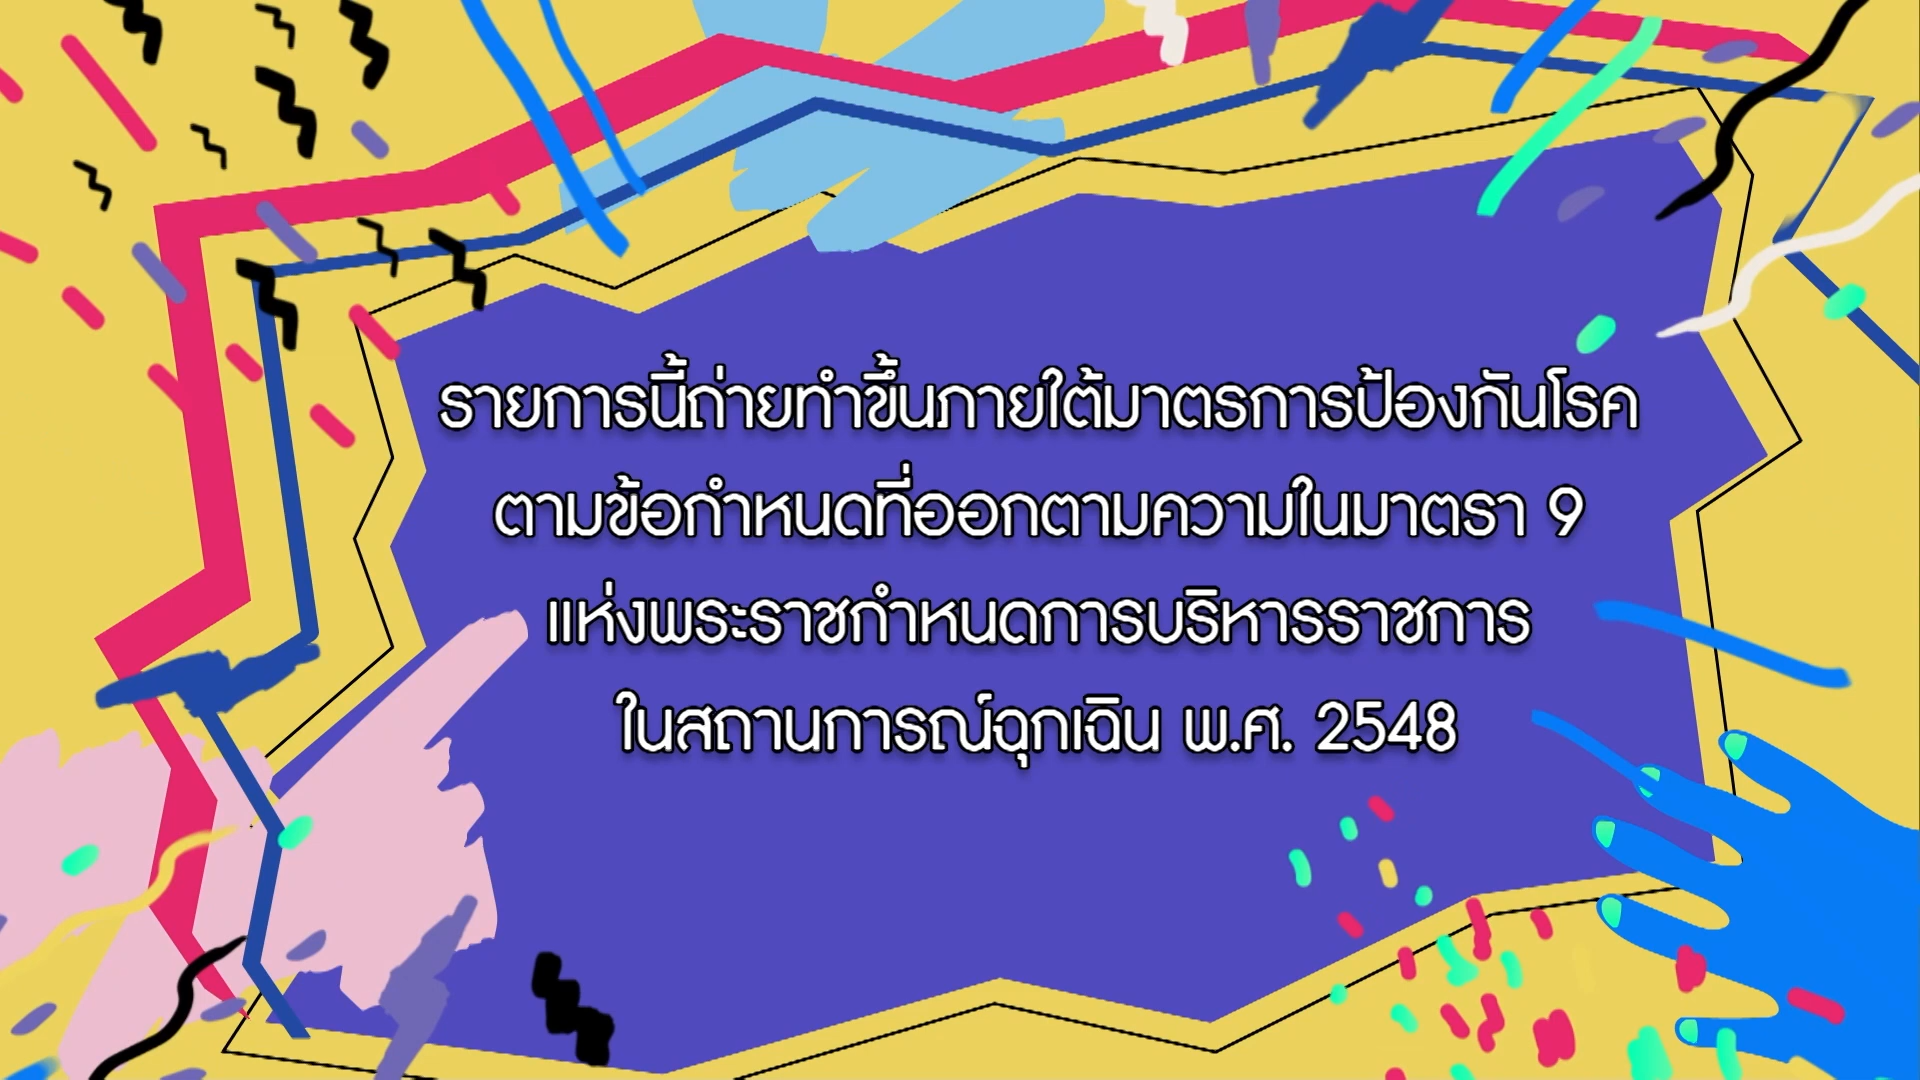 รายการนี้ถ่ายทำขึ้นภายใต้มาตรการป้องกันโรค
ตามข้อกำหนดที่ออกตามความในมาตรา 9
แห่งพระราชกำหนดการบริหารราชการ
ในสถานการณ์ฉุกเฉิน พ.ศ. 2548